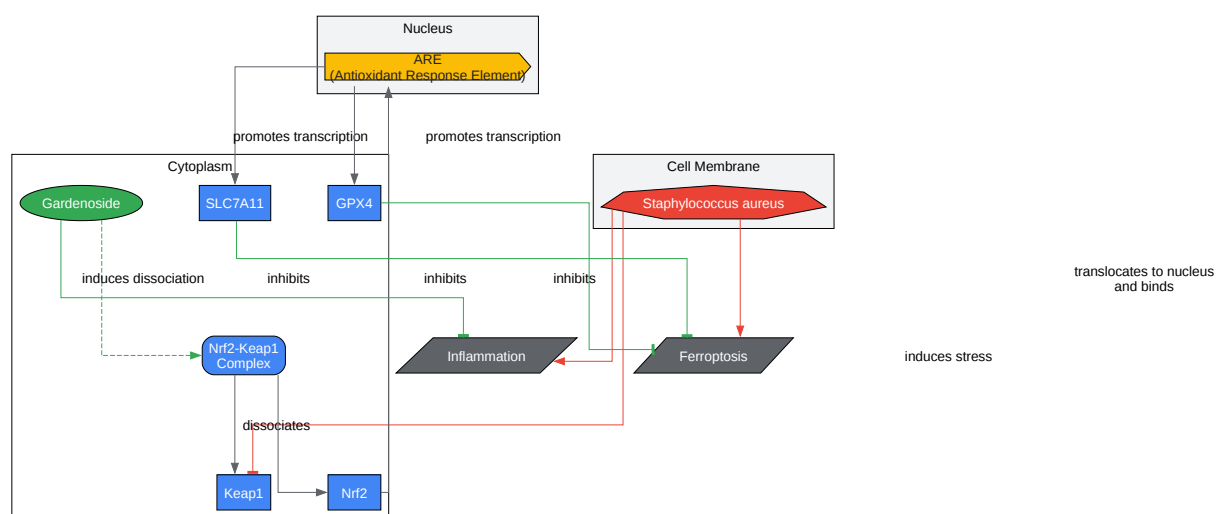 Nucleus
ARE
(Antioxidant Response Element)
promotes transcription
promotes transcription
Cytoplasm
Cell Membrane
Gardenoside
SLC7A11
GPX4
Staphylococcus aureus
induces dissociation
inhibits
inhibits
inhibits
translocates to nucleus
and binds
Nrf2-Keap1
Complex
Inflammation
Ferroptosis
induces stress
dissociates
Keap1
Nrf2